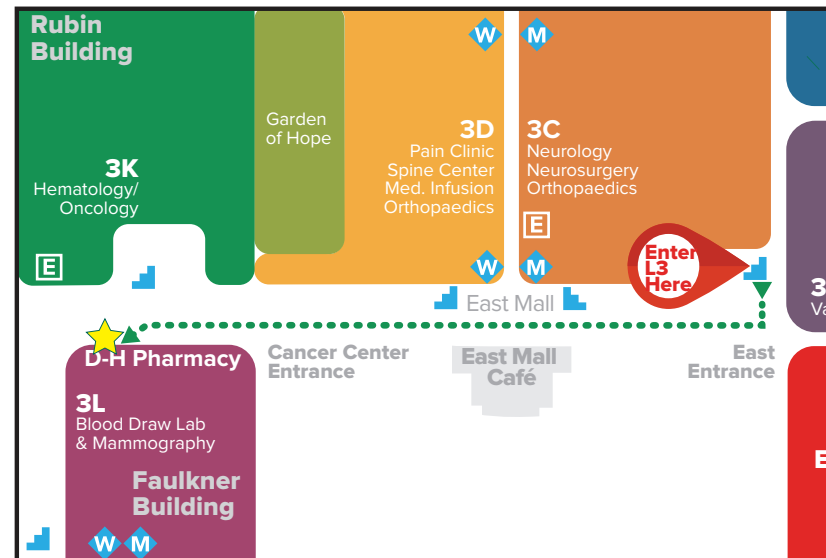 Rubin
Building
W
M
Garden
of Hope
3D
Pain Clinic
Spine Center
Med. Infusion
Orthopaedics
3C
Neurology
Neurosurgery
Orthopaedics
3K
Hematology/
Oncology
E
E
W
M
Enter
L3
Here
3
Va
East Mall
D-H Pharmacy
Cancer Center
Entrance
East Mall
Café
East
Entrance
3L
Blood Draw Lab
& Mammography
E
Faulkner
Building
W
M